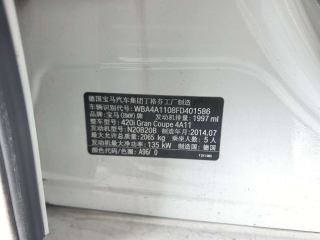 德国宝马汽车集团丁格芬工厂制造
车辆识别代号: WBA4A1108FD401586
品牌: 宝马(BMW)牌 发动机排量: 1997 ml
型号: 420i Gran Coupe 4A11
发动机型号: N20B20B 制造年月: 2014.07
最大允许总质量: 2065 kg 乘坐人数: 5 人
发动机最大净功率: 135 kW 制造国: 德国
颜色代码/色漆: A96/ 0